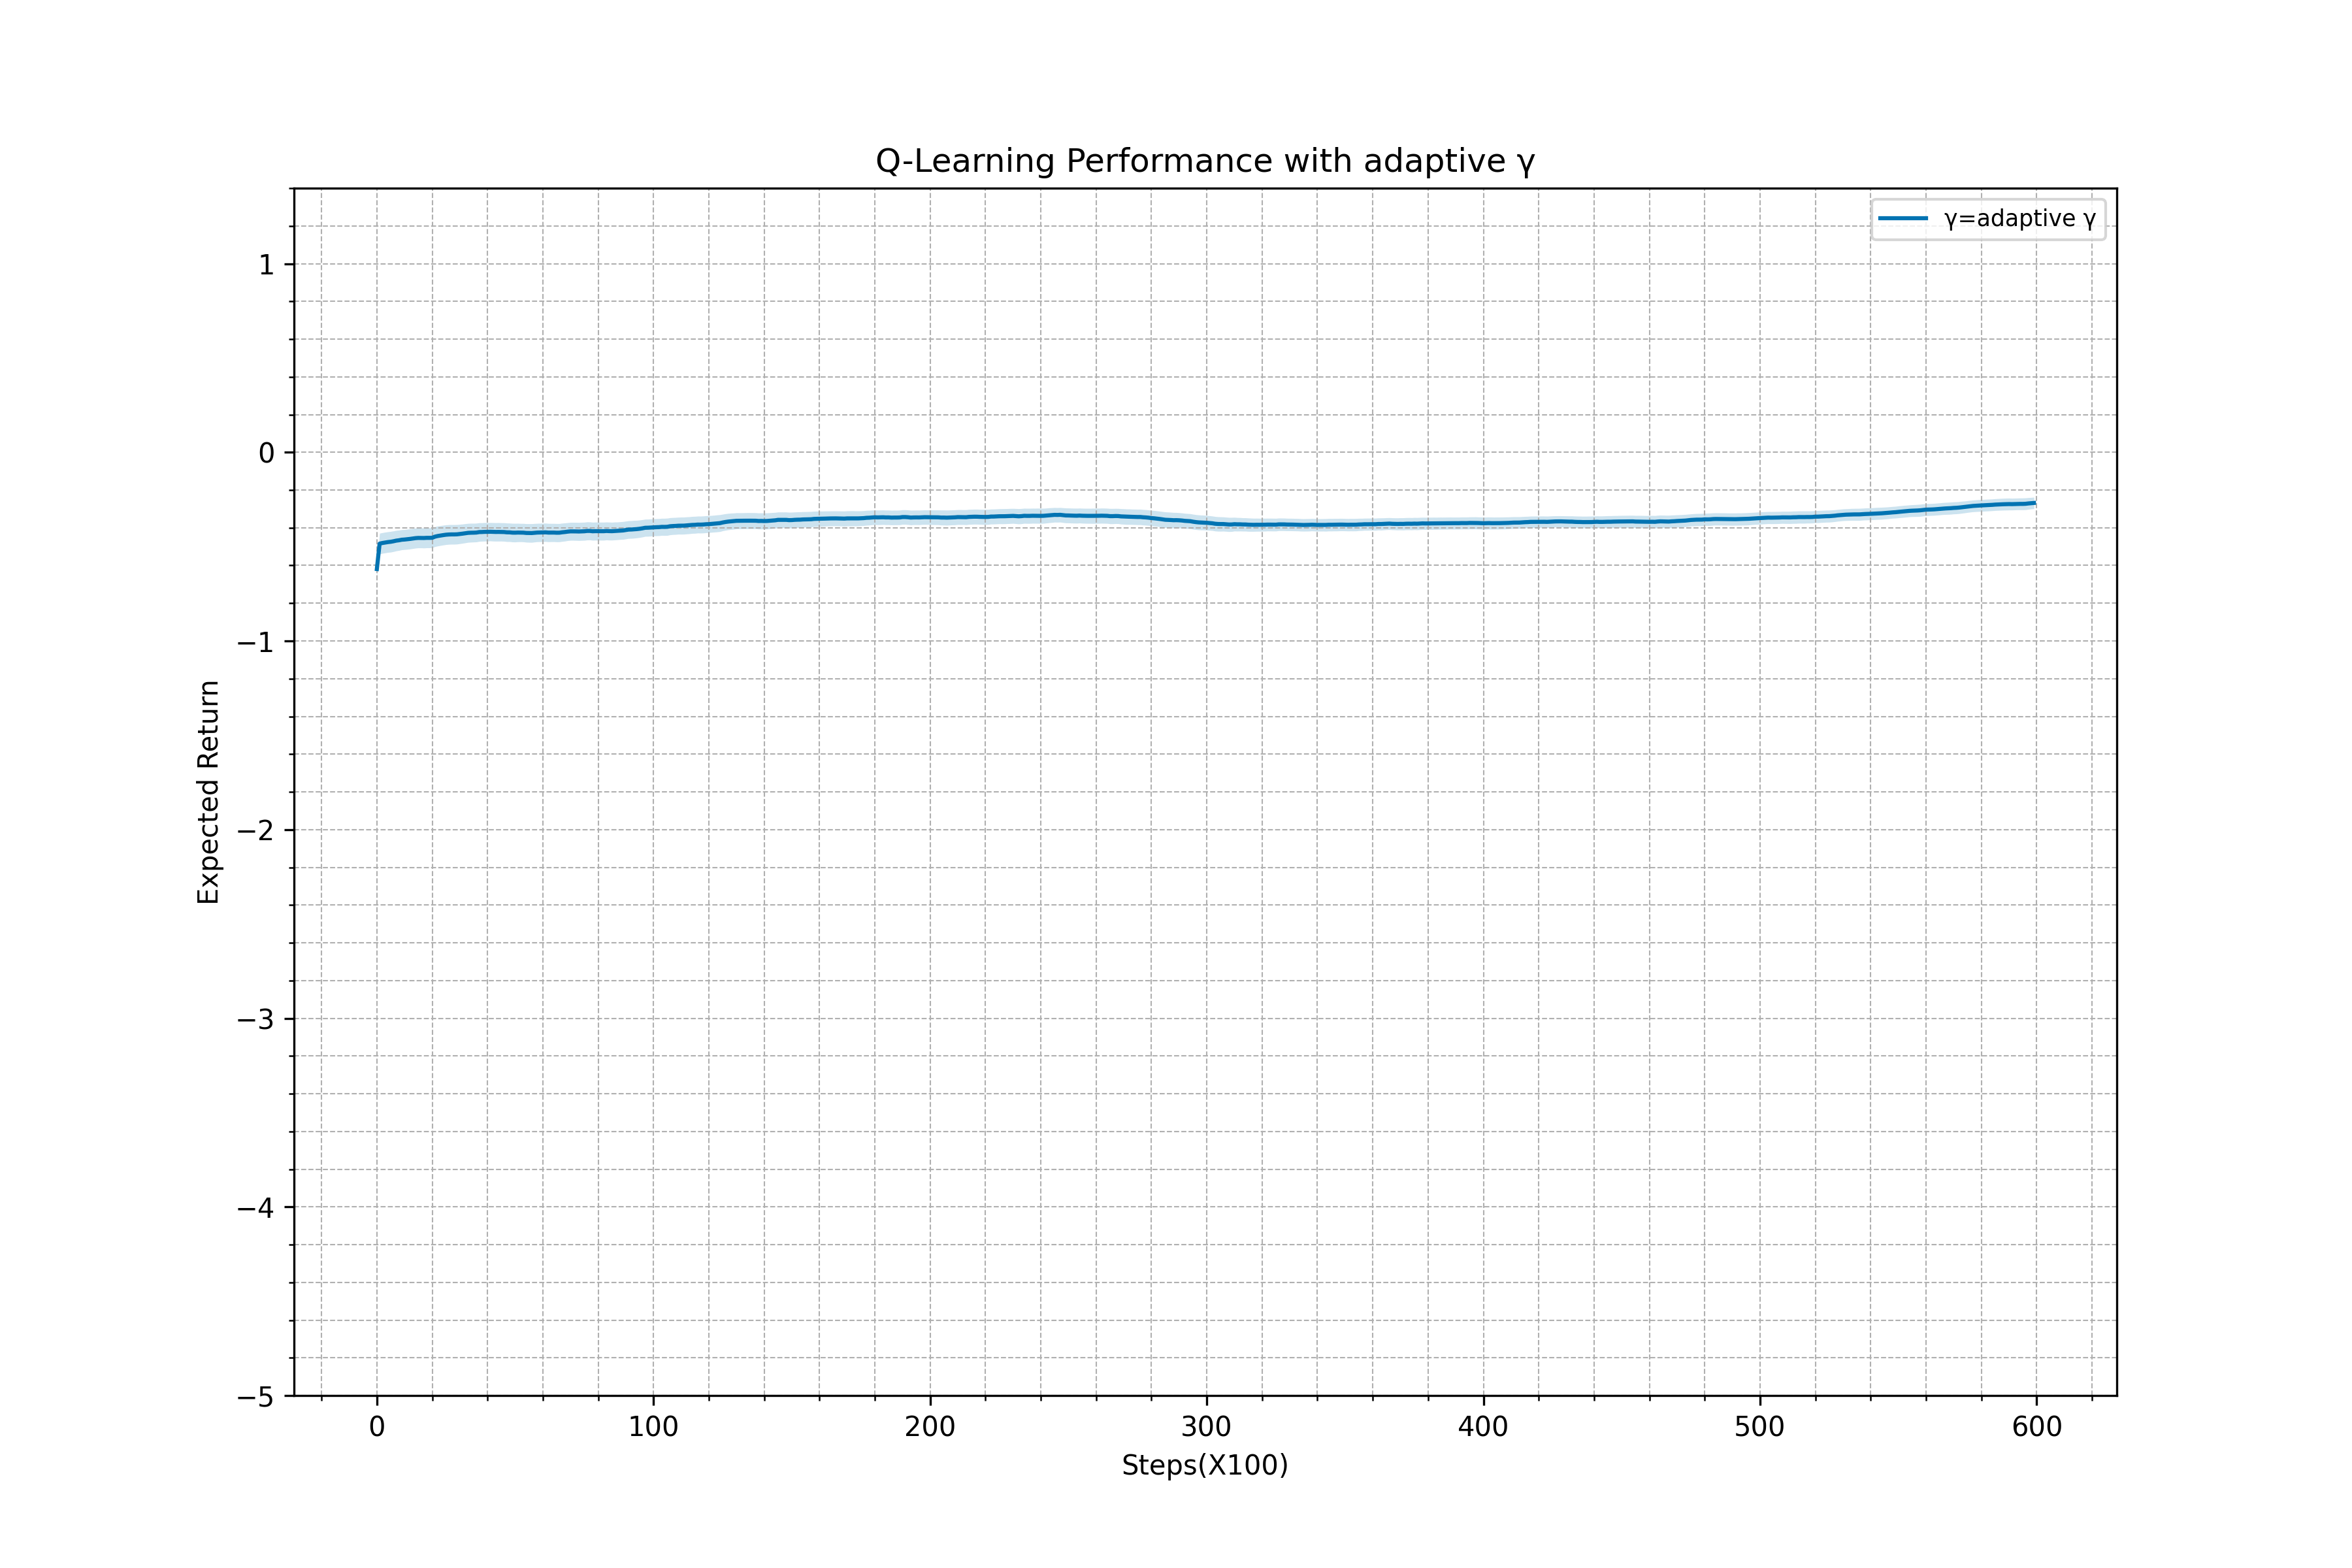 Q-Learning Performance with adaptive γ
γ=adaptive γ
1
0
−1
−2
−3
−4
−5
Expected Return
0 100 200 300 400 500 600
Steps(X100)